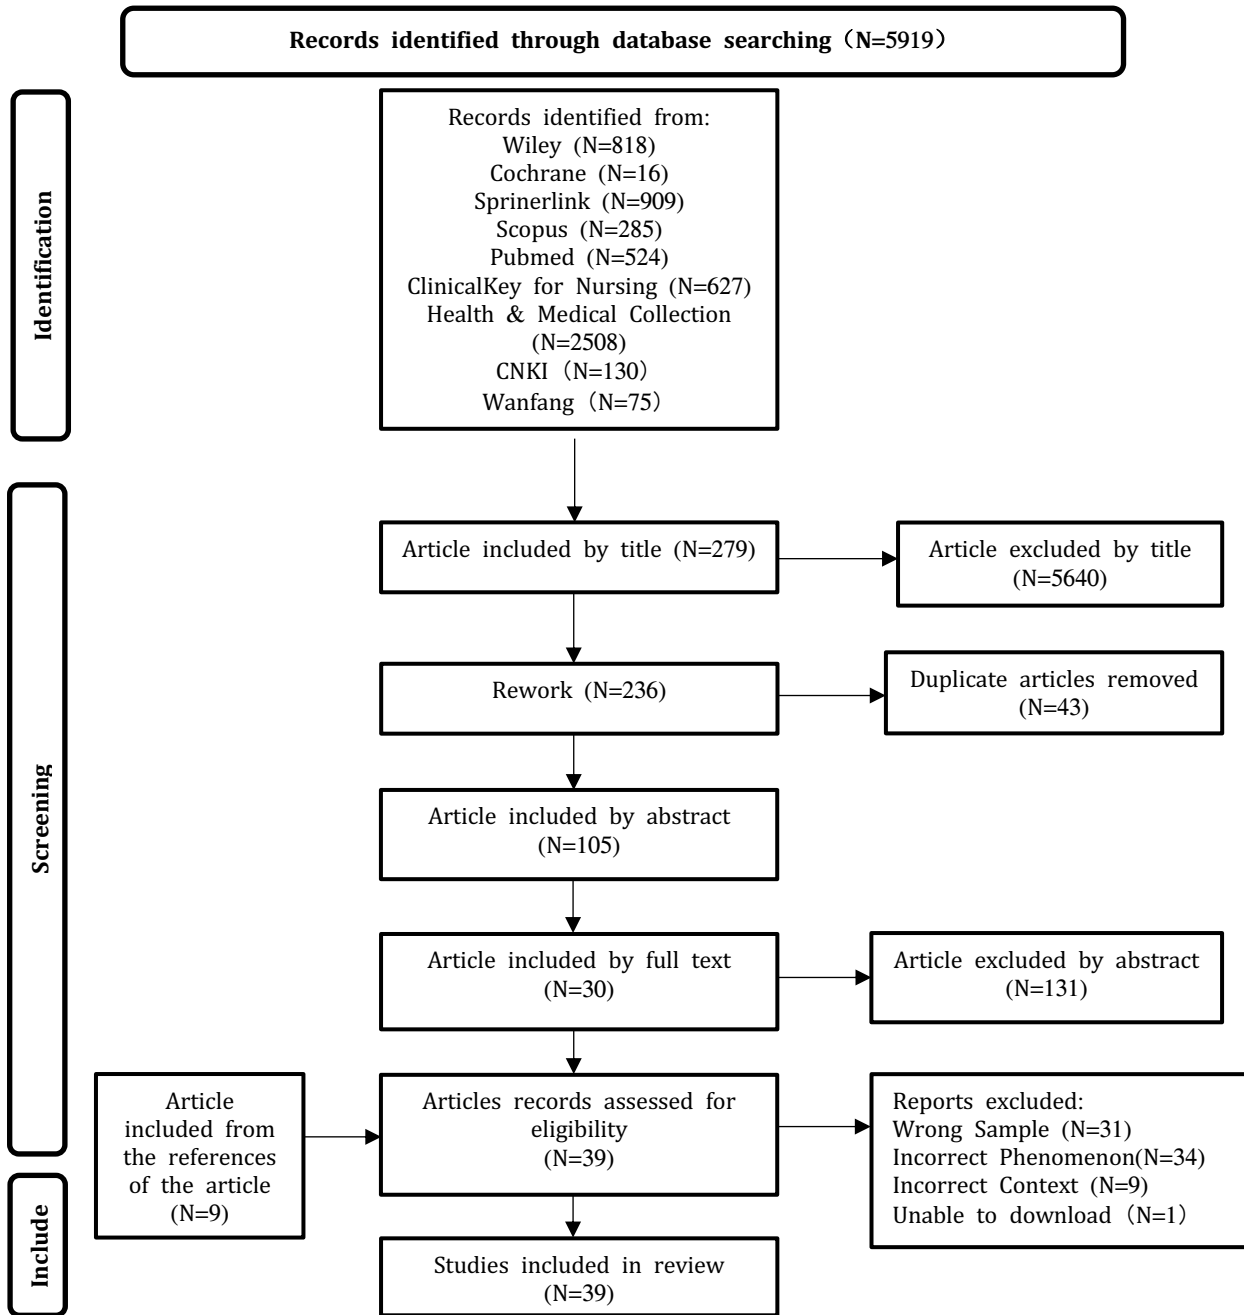 Records identified through database searching（N=5919）
Identification
Records identified from:
Wiley (N=818)
Cochrane (N=16)
Sprinerlink (N=909)
Scopus (N=285)
Pubmed (N=524)
ClinicalKey for Nursing (N=627)
Health & Medical Collection
(N=2508)
CNKI（N=130）
Wanfang（N=75）
Screening
Article included by title (N=279)
Article excluded by title
(N=5640)
Rework (N=236)
Duplicate articles removed
(N=43)
Article included by abstract
(N=105)
Article included by full text
(N=30)
Article excluded by abstract
(N=131)
Article
included from
the references
of the article
(N=9)
Articles records assessed for
eligibility
(N=39)
Reports excluded:
Wrong Sample (N=31)
Incorrect Phenomenon(N=34)
Incorrect Context (N=9)
Unable to download（N=1）
Include
Studies included in review
(N=39)